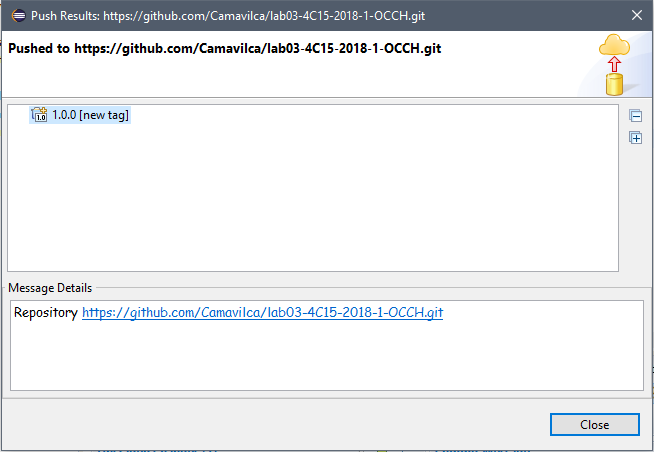 Push Results: https://github.com/Camavilca/lab03-4C15-2018-1-OCCH.git
Pushed to https://github.com/Camavilca/lab03-4C15-2018-1-OCCH.git
1.0
1.0.0 [new tag]
Message Details
Repository https://github.com/Camavilca/lab03-4C15-2018-1-OCCH.git
Close